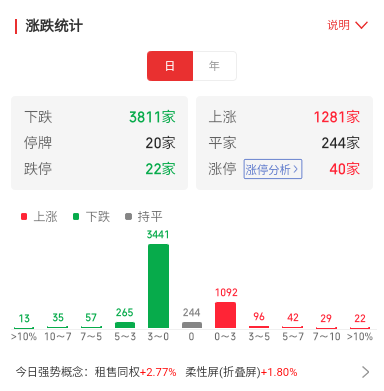 涨跌统计 说明
日 年
下跌 3811家 上涨 1281家
停牌 20家 平家 244家
跌停 22家 涨停 涨停分析 40家
上涨 下跌 持平
13 35 57 265 3441 244 1092 96 42 29 22
>10% 10～7 7～5 5～3 3～0 0 0～3 3～5 5～7 7～10 >10%
今日强势概念：租售同权+2.77% 柔性屏(折叠屏)+1.80%